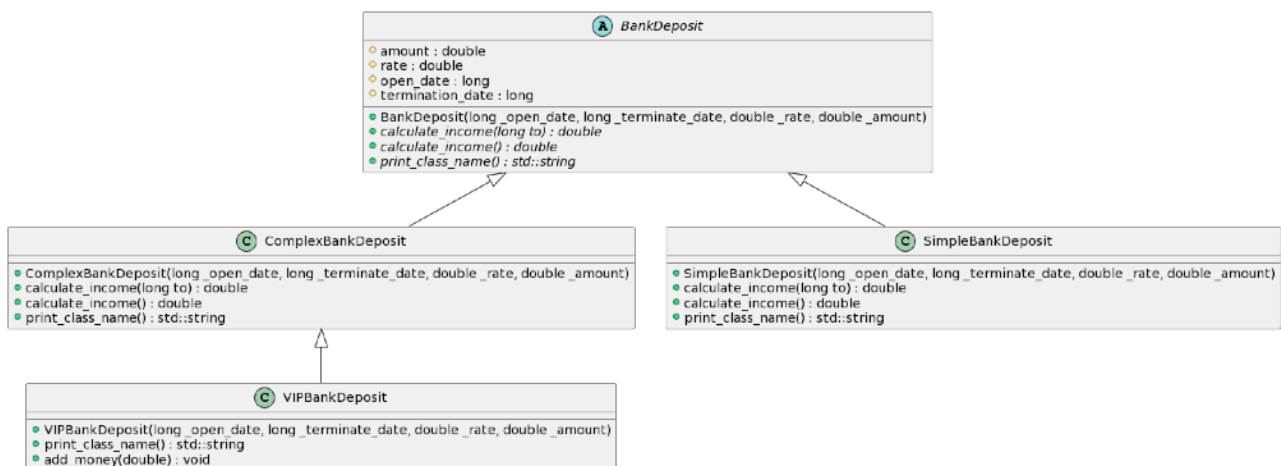 A BankDeposit
amount : double
rate : double
open_date : long
termination_date : long
BankDeposit(long _open_date, long _terminate_date, double _rate, double _amount)
calculate_income(long to) : double
calculate_income() : double
print_class_name() : std::string
C ComplexBankDeposit
ComplexBankDeposit(long _open_date, long _terminate_date, double _rate, double _amount)
calculate_income(long to) : double
calculate_income() : double
print_class_name() : std::string
C SimpleBankDeposit
SimpleBankDeposit(long _open_date, long _terminate_date, double _rate, double _amount)
calculate_income(long to) : double
calculate_income() : double
print_class_name() : std::string
C VIPBankDeposit
VIPBankDeposit(long _open_date, long _terminate_date, double _rate, double _amount)
print_class_name() : std::string
add_money(double) : void